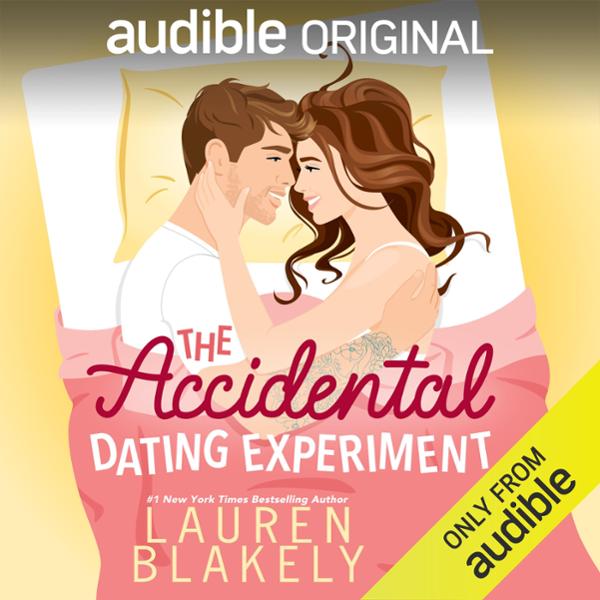 audible ORIGINAL
THE
Accidental
DATING EXPERIMENT
#1 New York Times Bestselling Author
LAUREN
BLAKELY
ONLY FROM
audible